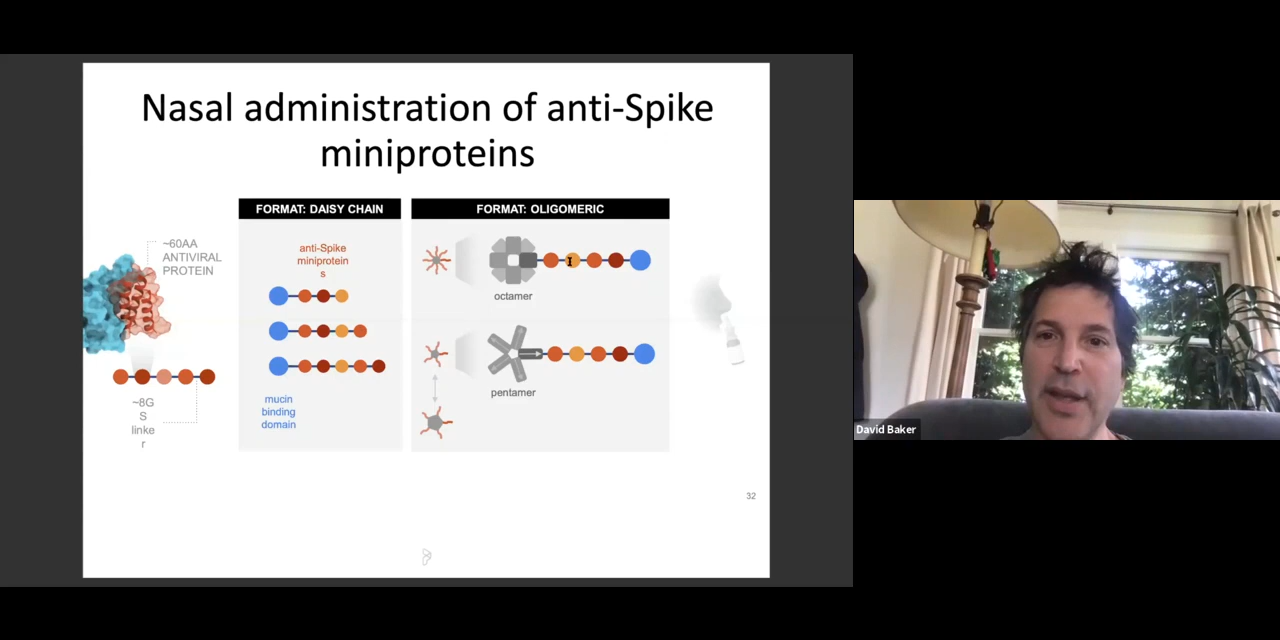 Nasal administration of anti-Spike
miniproteins
~60AA
ANTIVIRAL
PROTEIN
~8G
S
linke
r
FORMAT: DAISY CHAIN
anti-Spike
miniprotein
s
mucin
binding
domain
FORMAT: OLIGOMERIC
octamer
pentamer
32
David Baker